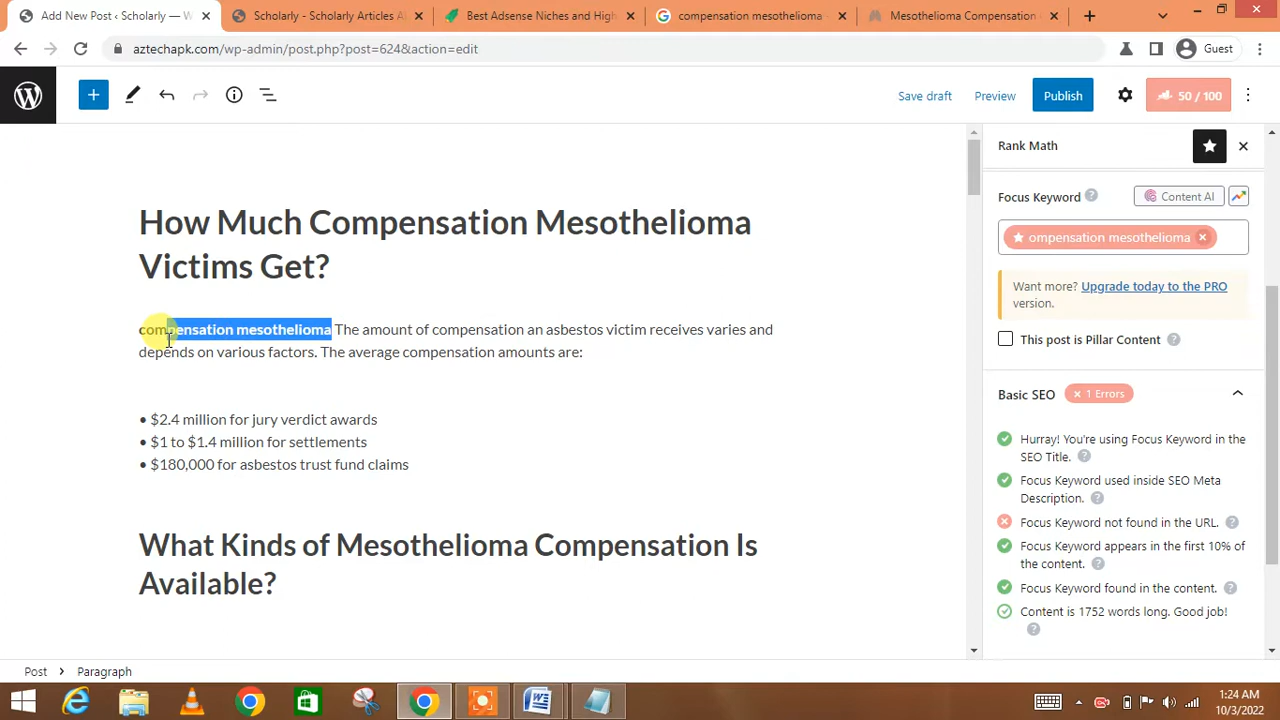 Add New Post ‹ Scholarly — W
Scholarly - Scholarly Articles A
Best Adsense Niches and High
compensation mesothelioma -
Mesothelioma Compensation
aztechapk.com/wp-admin/post.php?post=624&action=edit
Guest
Save draft
Preview
Publish
50 / 100
Rank Math
How Much Compensation Mesothelioma
Victims Get?
compensation mesothelioma The amount of compensation an asbestos victim receives varies and
depends on various factors. The average compensation amounts are:
• $2.4 million for jury verdict awards
• $1 to $1.4 million for settlements
• $180,000 for asbestos trust fund claims
What Kinds of Mesothelioma Compensation Is
Available?
Focus Keyword
Content AI
ompensation mesothelioma
Want more? Upgrade today to the PRO
version.
This post is Pillar Content
Basic SEO
× 1 Errors
Hurray! You're using Focus Keyword in the
SEO Title.
Focus Keyword used inside SEO Meta
Description.
Focus Keyword not found in the URL.
Focus Keyword appears in the first 10% of
the content.
Focus Keyword found in the content.
Content is 1752 words long. Good job!
Post
Paragraph
1:24 AM
10/3/2022